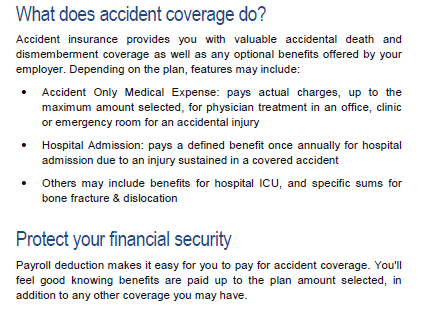 What does accident coverage do?
Accident insurance provides you with valuable accidental death and
dismemberment coverage as well as any optional benefits offered by your
employer. Depending on the plan, features may include:
• Accident Only Medical Expense: pays actual charges, up to the
maximum amount selected, for physician treatment in an office, clinic
or emergency room for an accidental injury
• Hospital Admission: pays a defined benefit once annually for hospital
admission due to an injury sustained in a covered accident
• Others may include benefits for hospital ICU, and specific sums for
bone fracture & dislocation
Protect your financial security
Payroll deduction makes it easy for you to pay for accident coverage. You'll
feel good knowing benefits are paid up to the plan amount selected, in
addition to any other coverage you may have.